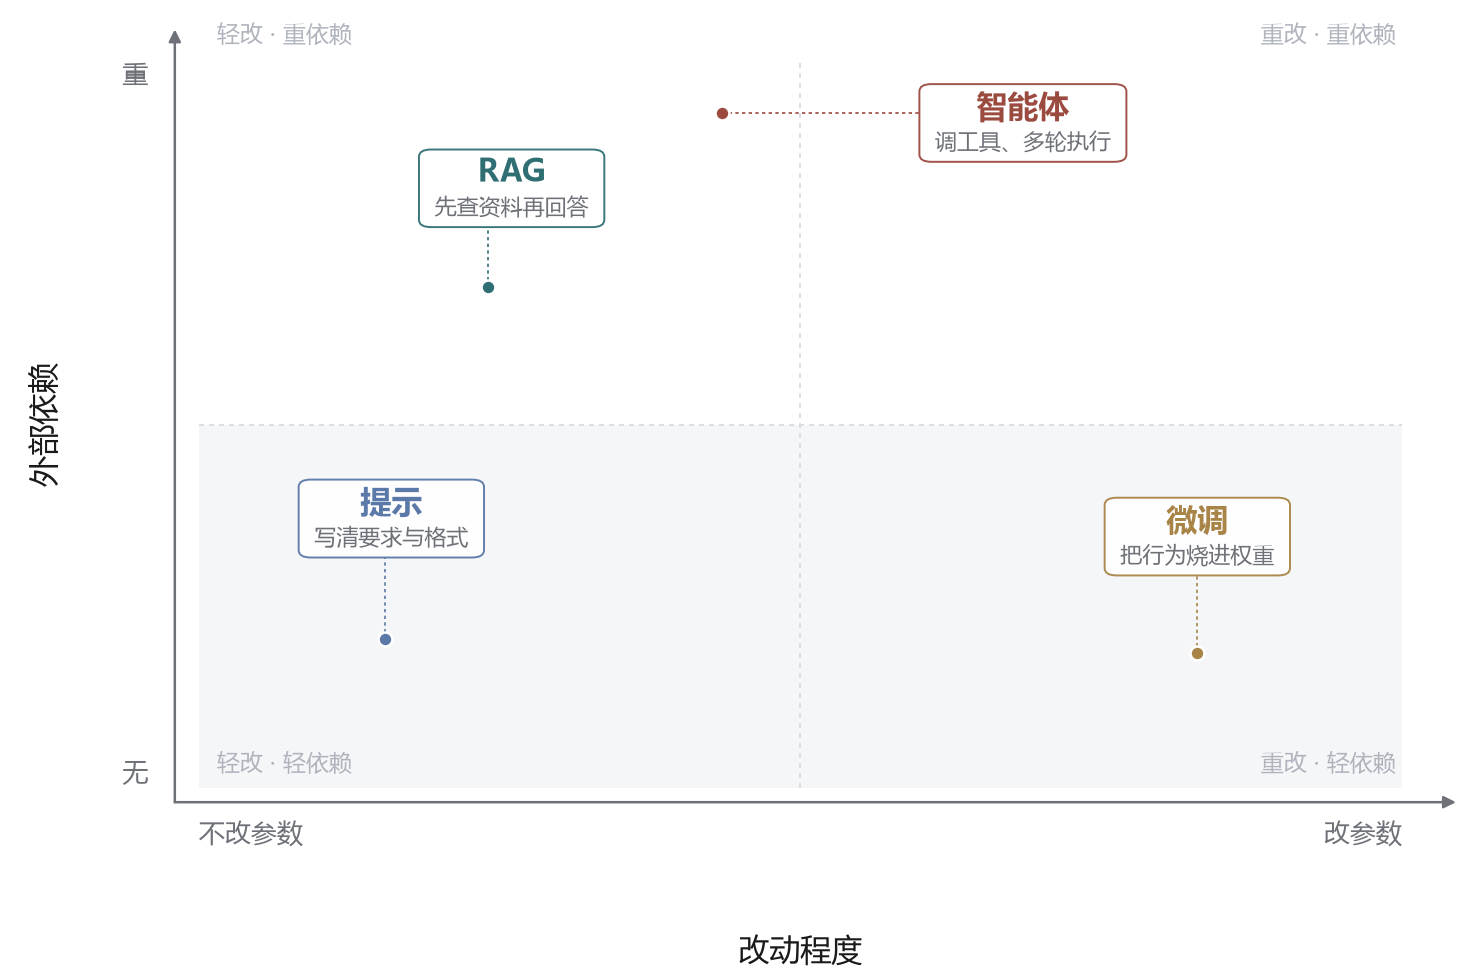 轻改 · 重依赖
重改 · 重依赖
重
智能体
调工具、多轮执行
RAG
先查资料再回答
外部依赖
提示
写清要求与格式
微调
把行为烧进权重
轻改 · 轻依赖
重改 · 轻依赖
无
不改参数
改参数
改动程度